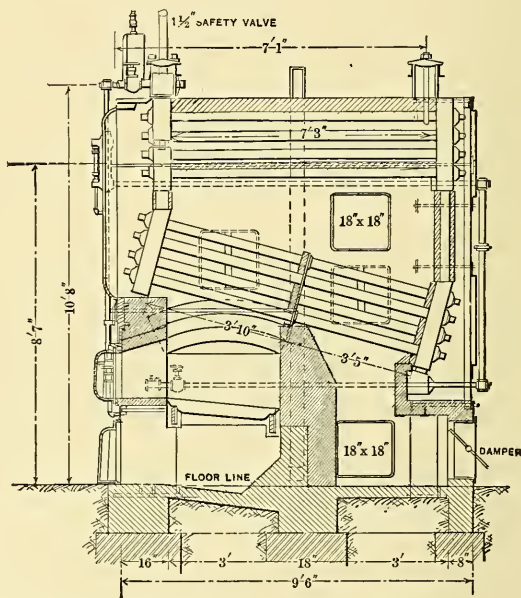 1½" SAFETY VALVE
7'-1"
7'3"
18"x 18"
10'8"
8'-7"
3'-10"
3'-5"
18"x 18"
DAMPER
FLOOR LINE
16" 3' 18" 3' 8"
9'6"